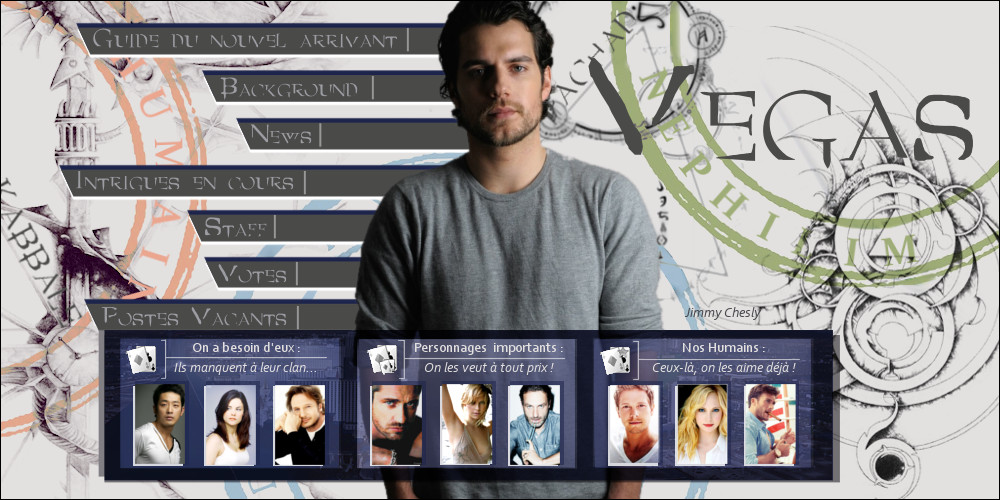 Guide du nouvel arrivant
Background
News
Intrigues en cours
Staff
Votes
Postes Vacants
Vegas
ZEPHIRIM
KABBAL
Jimmy Chesly
On a besoin d'eux :
Ils manquent à leur clan...
Personnages importants :
On les veut à tout prix !
Nos Humains :
Ceux-là, on les aime déjà !